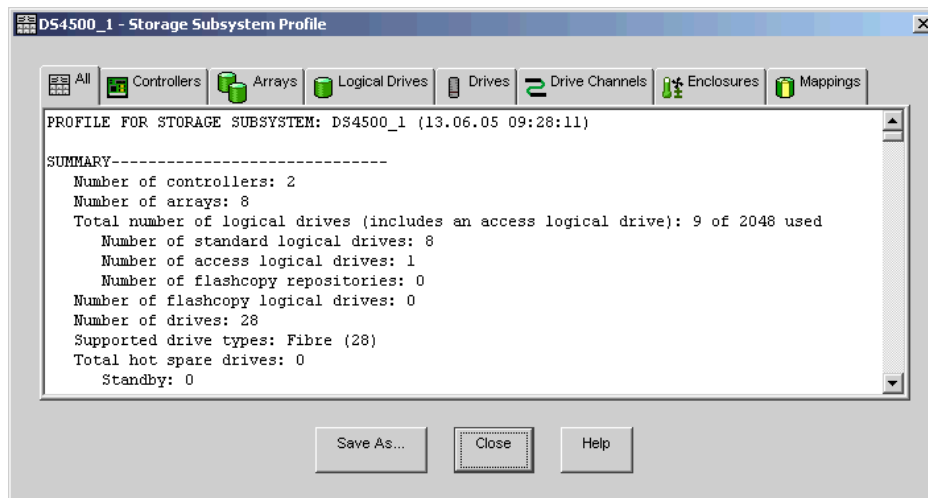 DS4500_1 - Storage Subsystem Profile
All Controllers Arrays Logical Drives Drives Drive Channels Enclosures Mappings
PROFILE FOR STORAGE SUBSYSTEM: DS4500_1 (13.06.05 09:28:11)
SUMMARY------------------------------
Number of controllers: 2
Number of arrays: 8
Total number of logical drives (includes an access logical drive): 9 of 2048 used
Number of standard logical drives: 8
Number of access logical drives: 1
Number of flashcopy repositories: 0
Number of flashcopy logical drives: 0
Number of drives: 28
Supported drive types: Fibre (28)
Total hot spare drives: 0
Standby: 0
Save As... Close Help